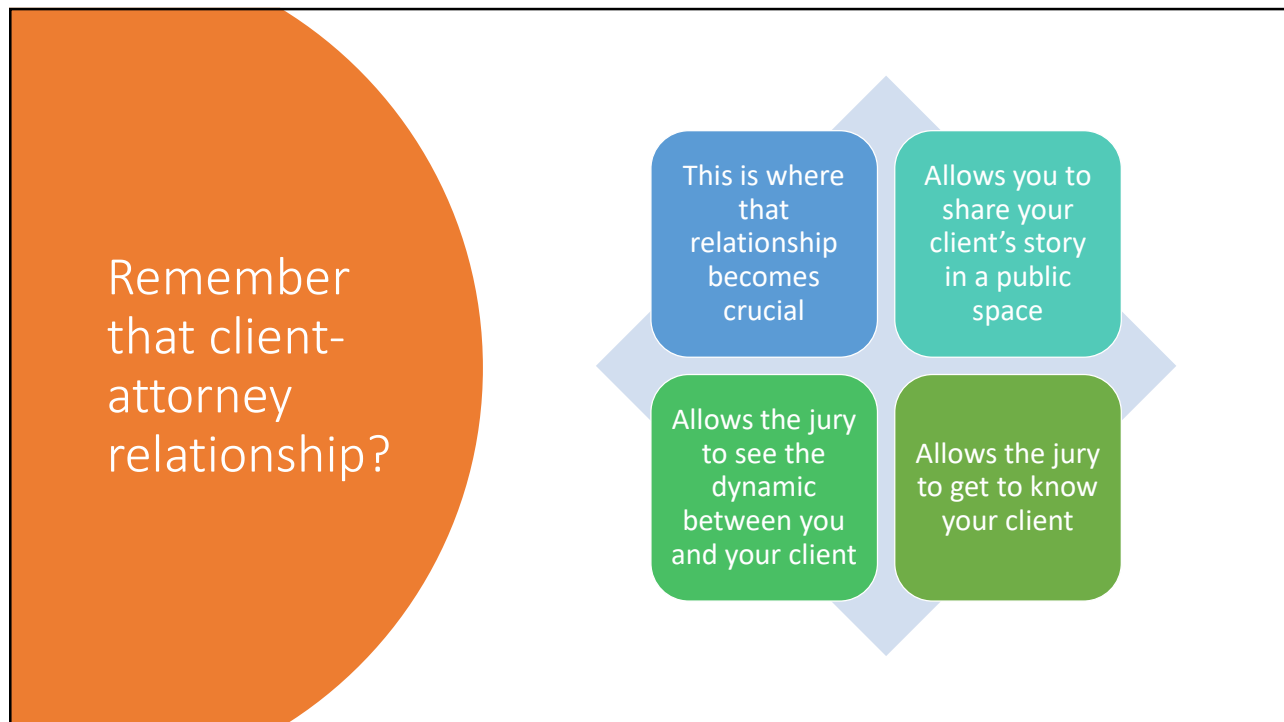 Remember
that client-
attorney
relationship?
This is where
that
relationship
becomes
crucial
Allows you to
share your
client’s story
in a public
space
Allows the jury
to see the
dynamic
between you
and your client
Allows the jury
to get to know
your client